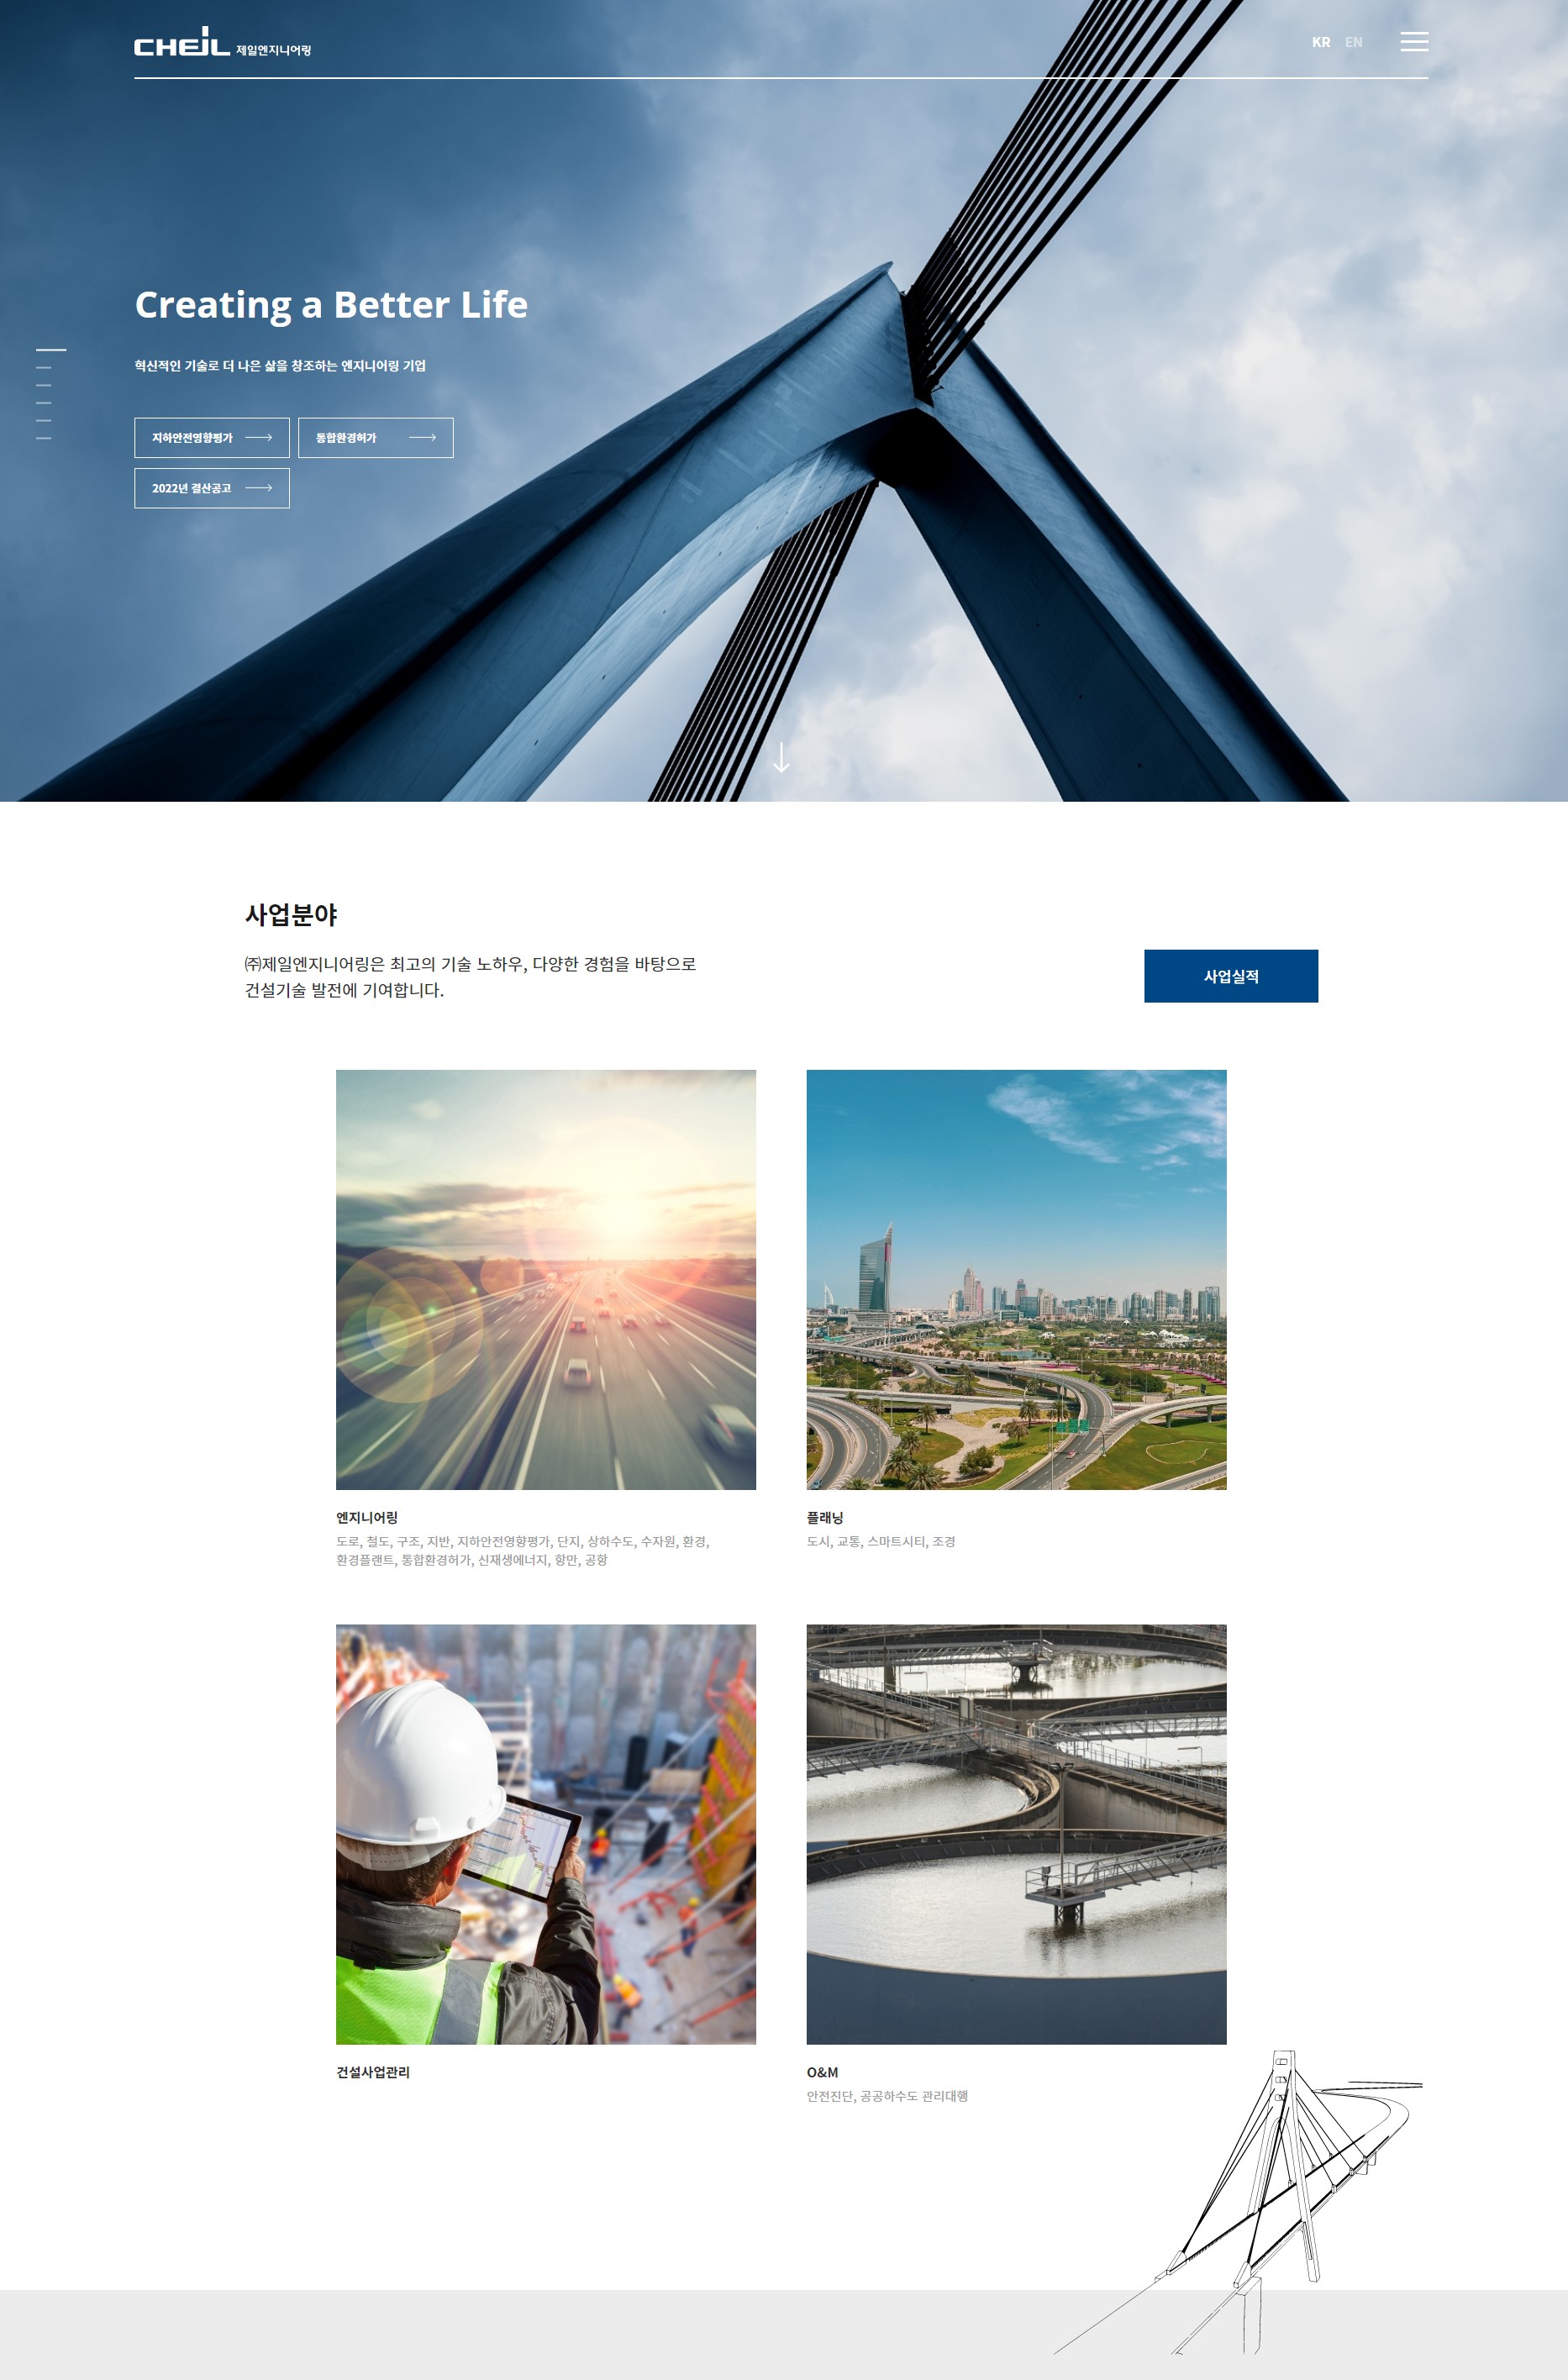 CHEIL 제일엔지니어링
KR EN
Creating a Better Life
혁신적인 기술로 더 나은 삶을 창조하는 엔지니어링 기업
지하안전영향평가
통합환경허가
2022년 결산공고
사업분야
㈜제일엔지니어링은 최고의 기술 노하우, 다양한 경험을 바탕으로
건설기술 발전에 기여합니다.
사업실적
엔지니어링
도로, 철도, 구조, 지반, 지하안전영향평가, 단지, 상하수도, 수자원, 환경,
환경플랜트, 통합환경허가, 신재생에너지, 항만, 공항
플래닝
도시, 교통, 스마트시티, 조경
건설사업관리
O&M
안전진단, 공공하수도 관리대행